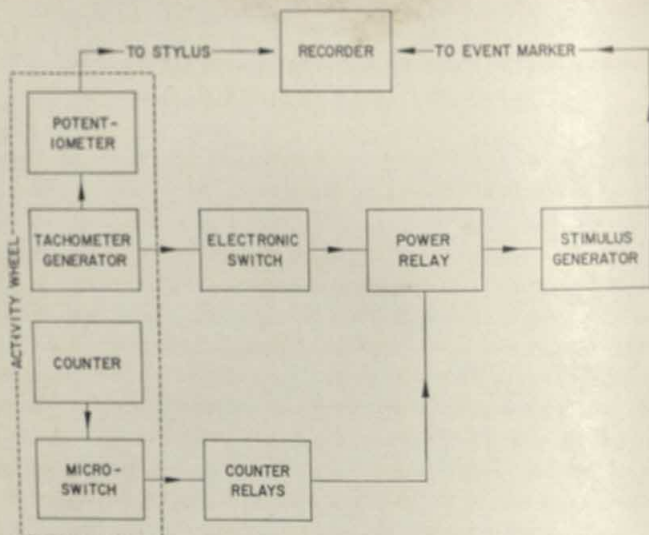 TO STYLUS
RECORDER
TO EVENT MARKER
POTENT-
IOMETER
ACTIVITY WHEEL
TACHOMETER
GENERATOR
ELECTRONIC
SWITCH
POWER
RELAY
STIMULUS
GENERATOR
COUNTER
MICRO-
SWITCH
COUNTER
RELAYS